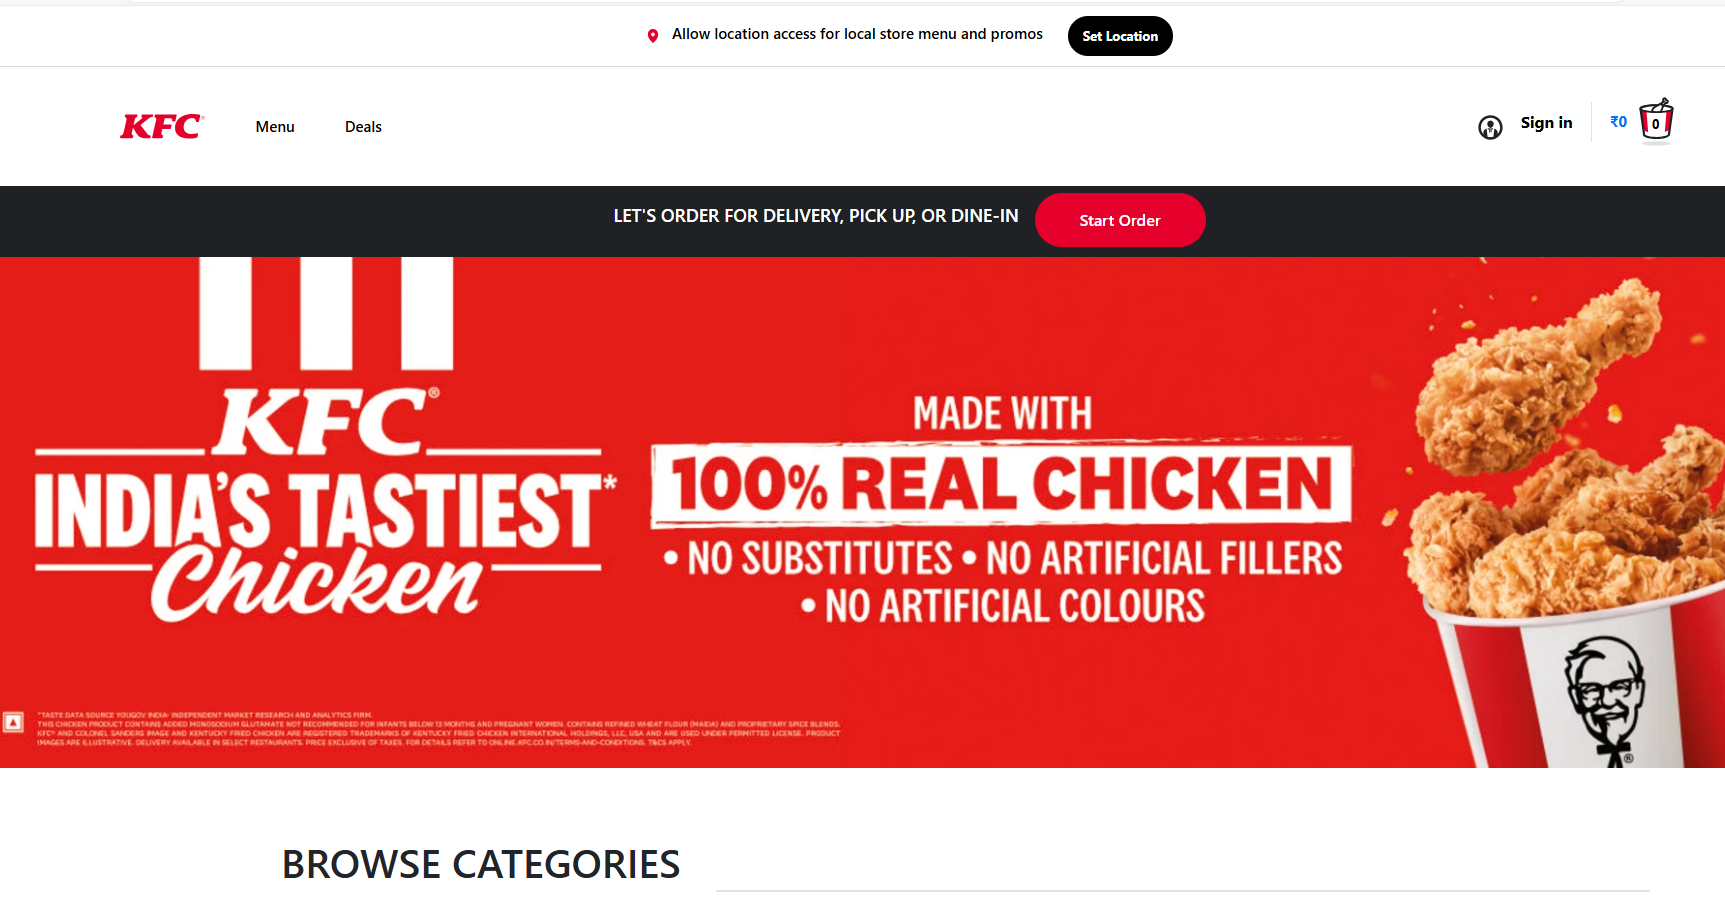 Allow location access for local store menu and promos
Set Location
KFC
Menu
Deals
Sign in
₹0
0
LET'S ORDER FOR DELIVERY, PICK UP, OR DINE-IN
Start Order
KFC®
INDIA'S TASTIEST*
Chicken
MADE WITH
100% REAL CHICKEN
• NO SUBSTITUTES • NO ARTIFICIAL FILLERS
• NO ARTIFICIAL COLOURS
*TASTE DATA SOURCE YOUGOV INDIA- INDEPENDENT MARKET RESEARCH AND ANALYTICS FIRM.
THIS CHICKEN PRODUCT CONTAINS ADDED MONOSODIUM GLUTAMATE NOT RECOMMENDED FOR INFANTS BELOW 12 MONTHS AND PREGNANT WOMEN. CONTAINS REFINED WHEAT FLOUR (MAIDA) AND PROPRIETARY SPICE BLENDS.
KFC® AND COLONEL SANDERS IMAGE AND KENTUCKY FRIED CHICKEN ARE REGISTERED TRADEMARKS OF KENTUCKY FRIED CHICKEN INTERNATIONAL HOLDINGS, LLC, USA AND ARE USED UNDER PERMITTED LICENSE. PRODUCT
IMAGES ARE ILLUSTRATIVE. DELIVERY AVAILABLE IN SELECT RESTAURANTS. PRICE EXCLUSIVE OF TAXES. FOR DETAILS REFER TO ONLINE.KFC.CO.IN/TERMS-AND-CONDITIONS. T&CS APPLY.
®
BROWSE CATEGORIES